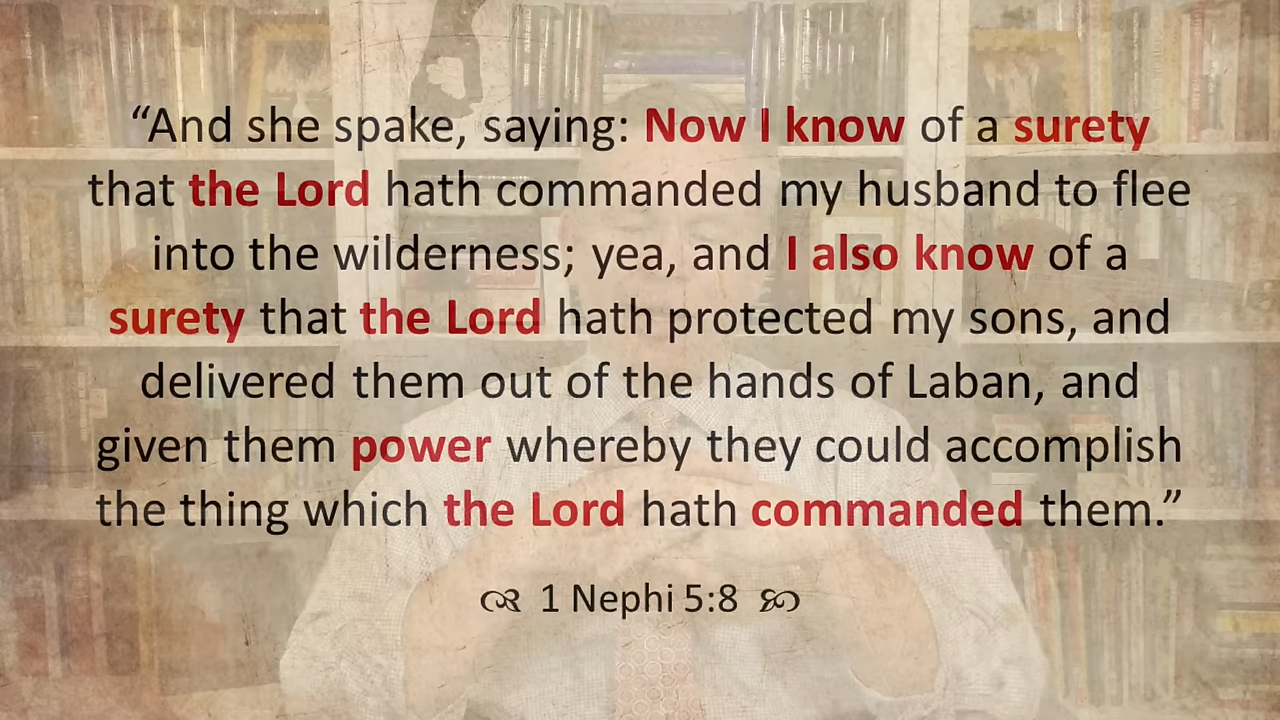 “And she spake, saying: Now I know of a surety
that the Lord hath commanded my husband to flee
into the wilderness; yea, and I also know of a
surety that the Lord hath protected my sons, and
delivered them out of the hands of Laban, and
given them power whereby they could accomplish
the thing which the Lord hath commanded them.”
1 Nephi 5:8